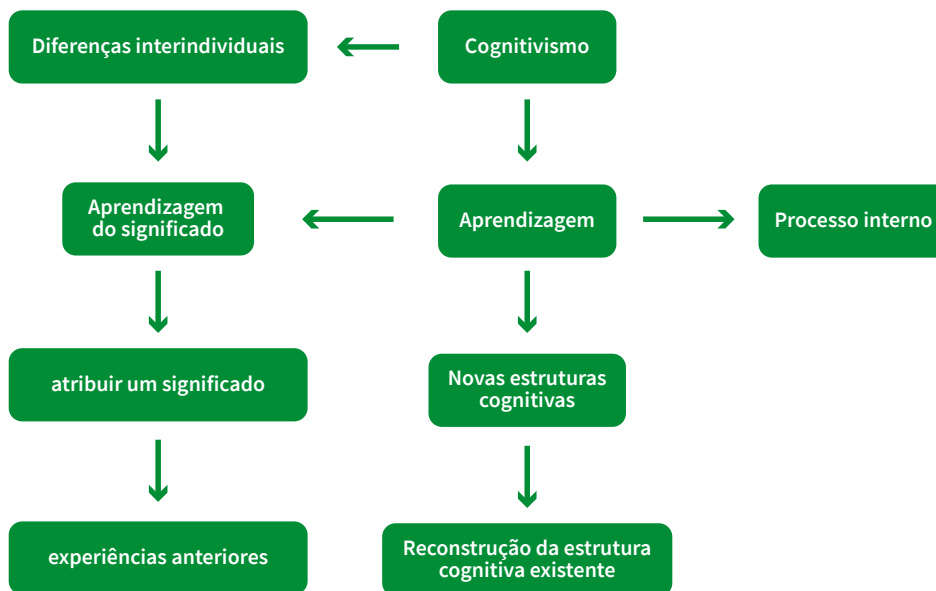 Diferenças interindividuais
Cognitivismo
Aprendizagem
do significado
Aprendizagem
Processo interno
atribuir um significado
Novas estruturas
cognitivas
experiências anteriores
Reconstrução da estrutura
cognitiva existente